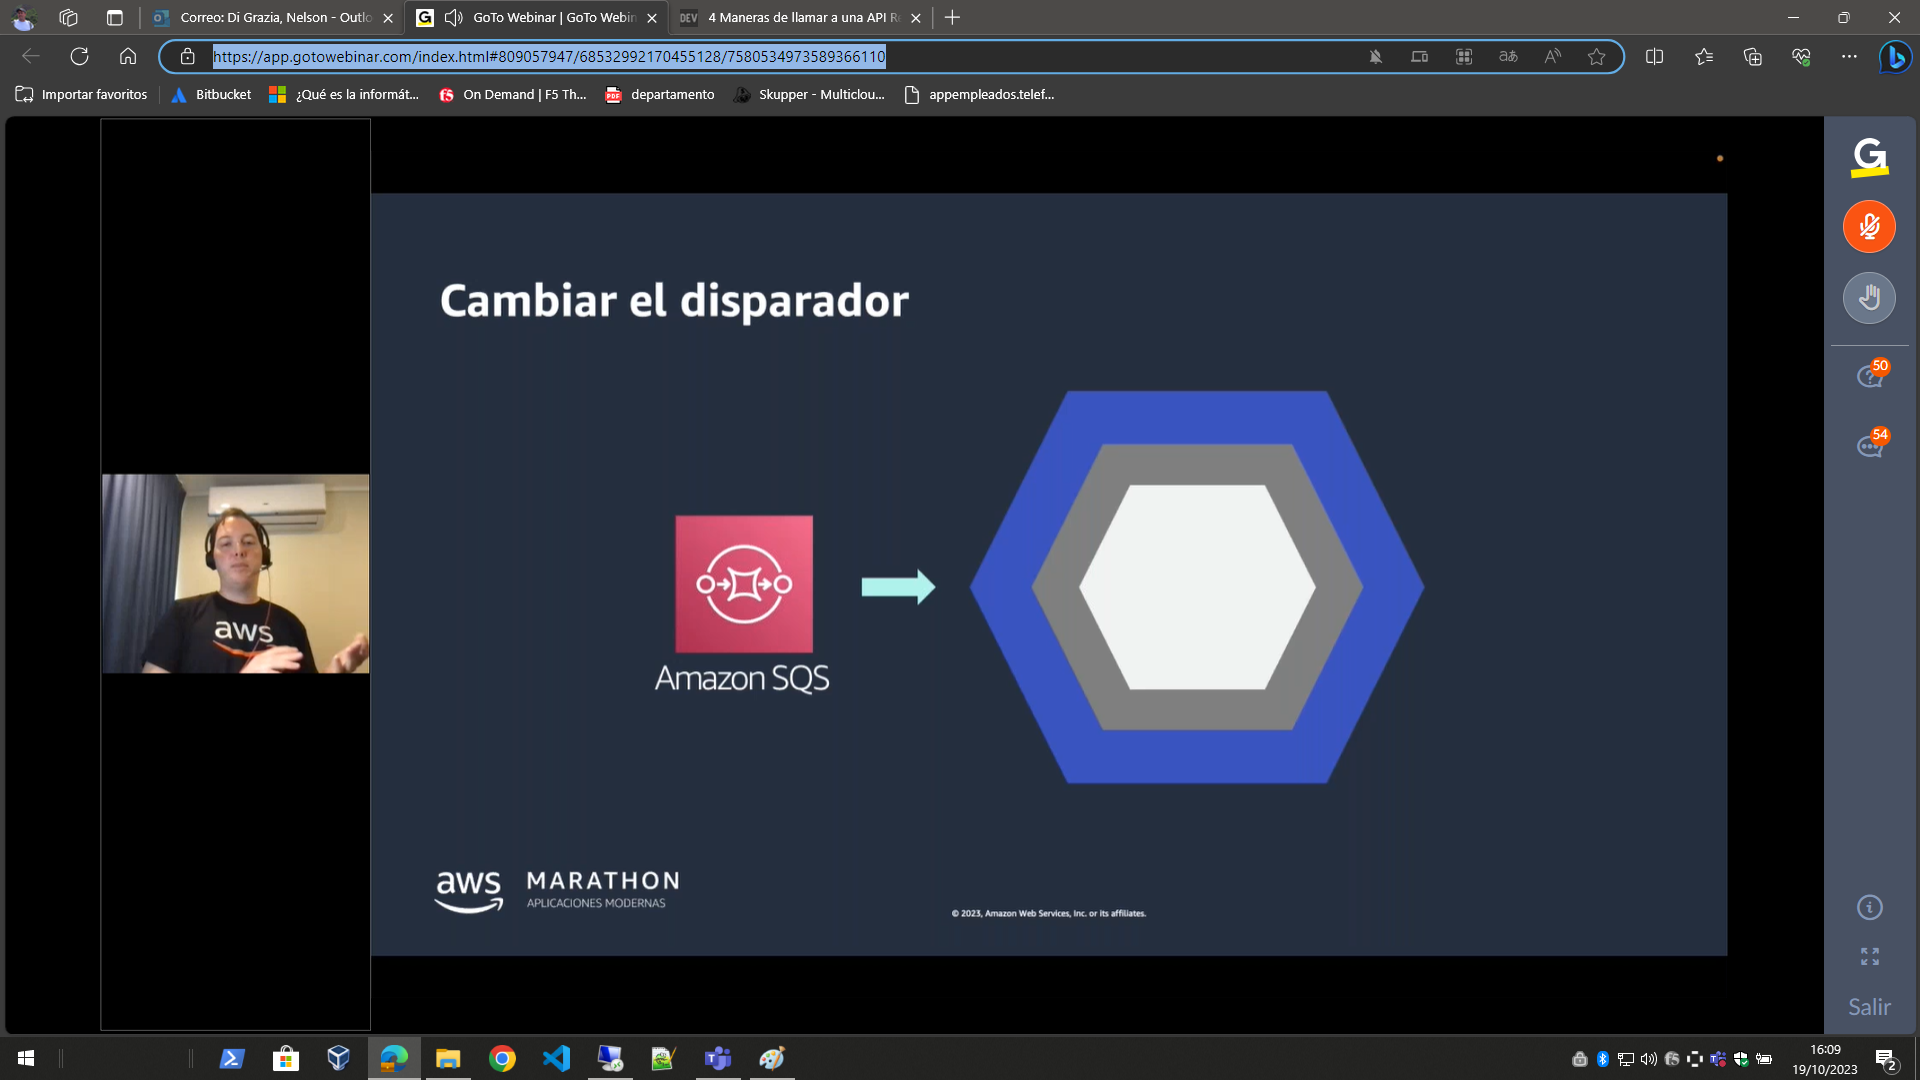 Correo: Di Grazia, Nelson - Outlo
GoTo Webinar | GoTo Webin
DEV
4 Maneras de llamar a una API Re
https://app.gotowebinar.com/index.html#809057947/68532992170455128/7580534973589366110
Importar favoritos
Bitbucket
¿Qué es la informát...
On Demand | F5 Th...
departamento
Skupper - Multiclou...
appempleados.telef...
G
50
54
Cambiar el disparador
aws
Amazon SQS
aws MARATHON
APLICACIONES MODERNAS
© 2023, Amazon Web Services, Inc. or its affiliates.
Salir
16:09
19/10/2023
2